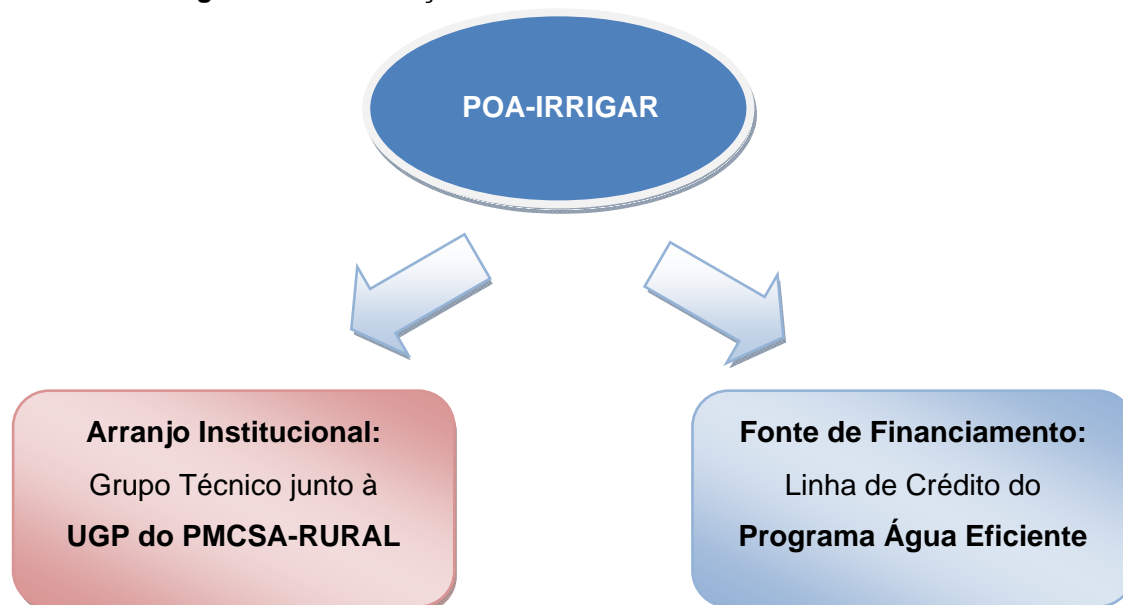 POA-IRRIGAR
Arranjo Institucional:
Grupo Técnico junto à
UGP do PMCSA-RURAL
Fonte de Financiamento:
Linha de Crédito do
Programa Água Eficiente